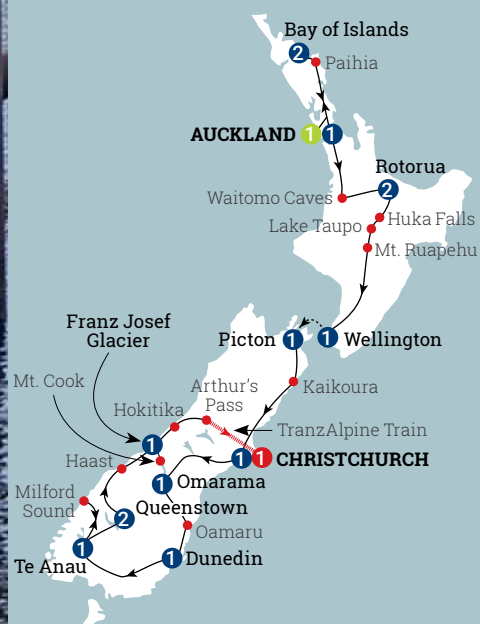 Bay of Islands
2
Paihia
AUCKLAND 1 1
Rotorua
2
Waitomo Caves
Huka Falls
Lake Taupo
Mt. Ruapehu
Franz Josef
Glacier
Picton 1
1 Wellington
Mt. Cook
Arthur's
Pass
Kaikoura
Hokitika
TranzAlpine Train
1
1 1 CHRISTCHURCH
Haast
1 Omarama
Milford
Sound
Queenstown
2
Oamaru
1
Te Anau
1 Dunedin